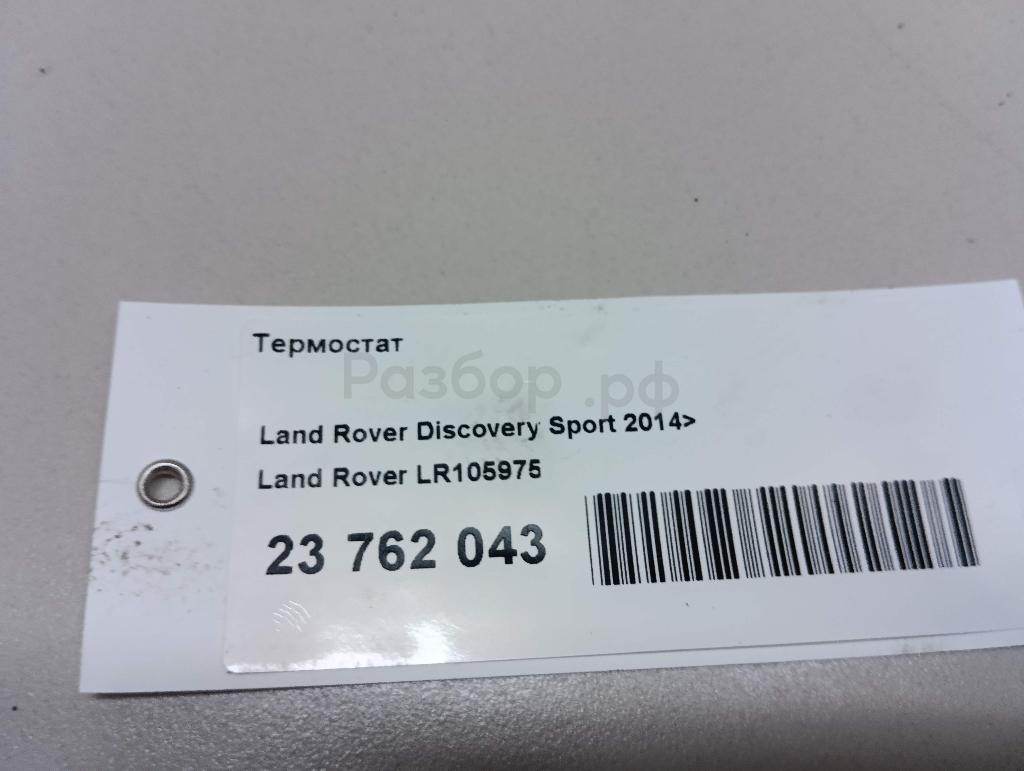 Термостат
Разбор.рф
Land Rover Discovery Sport 2014>
Land Rover LR105975
23 762 043